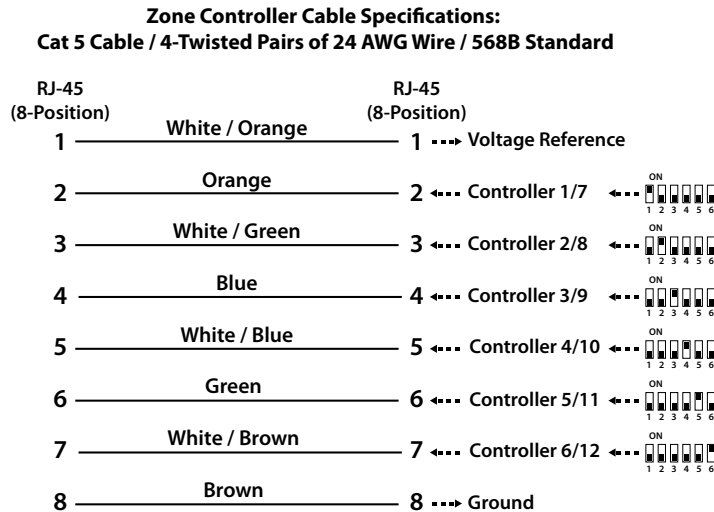 Zone Controller Cable Specifications:
Cat 5 Cable / 4-Twisted Pairs of 24 AWG Wire / 568B Standard
RJ-45 RJ-45
(8-Position) (8-Position)
1 White / Orange 1 Voltage Reference
ON
2 Orange 2 Controller 1/7
1 2 3 4 5 6
ON
3 White / Green 3 Controller 2/8
1 2 3 4 5 6
ON
4 Blue 4 Controller 3/9
1 2 3 4 5 6
ON
5 White / Blue 5 Controller 4/10
1 2 3 4 5 6
ON
6 Green 6 Controller 5/11
1 2 3 4 5 6
ON
7 White / Brown 7 Controller 6/12
1 2 3 4 5 6
8 Brown 8 Ground